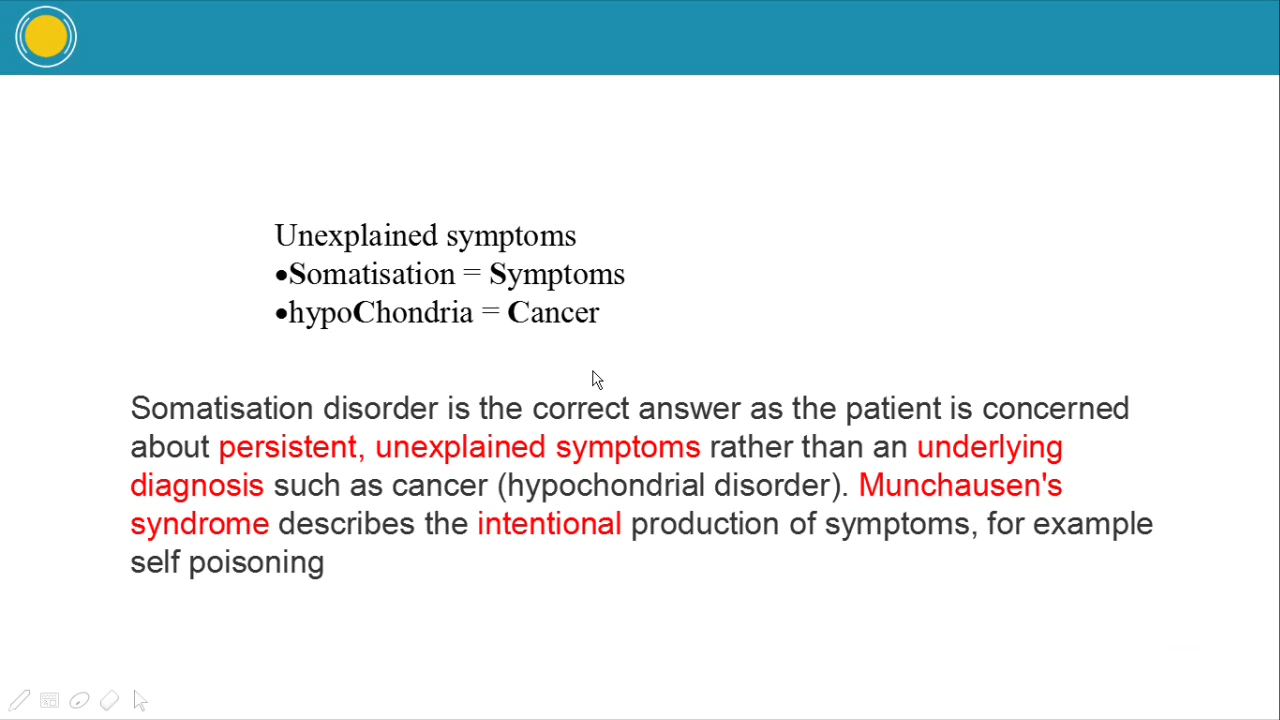 Unexplained symptoms
•Somatisation = Symptoms
•hypoChondria = Cancer
Somatisation disorder is the correct answer as the patient is concerned
about persistent, unexplained symptoms rather than an underlying
diagnosis such as cancer (hypochondrial disorder). Munchausen's
syndrome describes the intentional production of symptoms, for example
self poisoning